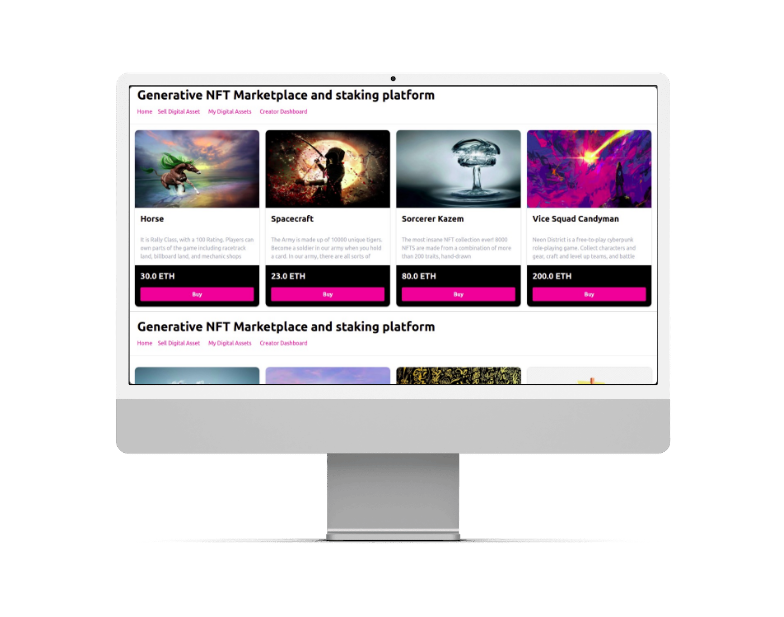 Generative NFT Marketplace and staking platform
Home Sell Digital Asset My Digital Assets Creator Dashboard
Horse
It is Rally Class, with a 100 Rating. Players can
own parts of the game including racetrack
land, billboard land, and mechanic shops
30.0 ETH
Buy
Spacecraft
The Army is made up of 10000 unique tigers.
Become a soldier in our army when you hold
a card. In our army, there are all sorts of
23.0 ETH
Buy
Sorcerer Kazem
The most insane NFT collection ever! 8000
NFTS are made from a combination of more
than 200 traits, hand-drawn
80.0 ETH
Buy
Vice Squad Candyman
Neon District is a free-to-play cyberpunk
role-playing game. Collect characters and
gear, craft and level up teams, and battle
200.0 ETH
Buy
Generative NFT Marketplace and staking platform
Home Sell Digital Asset My Digital Assets Creator Dashboard